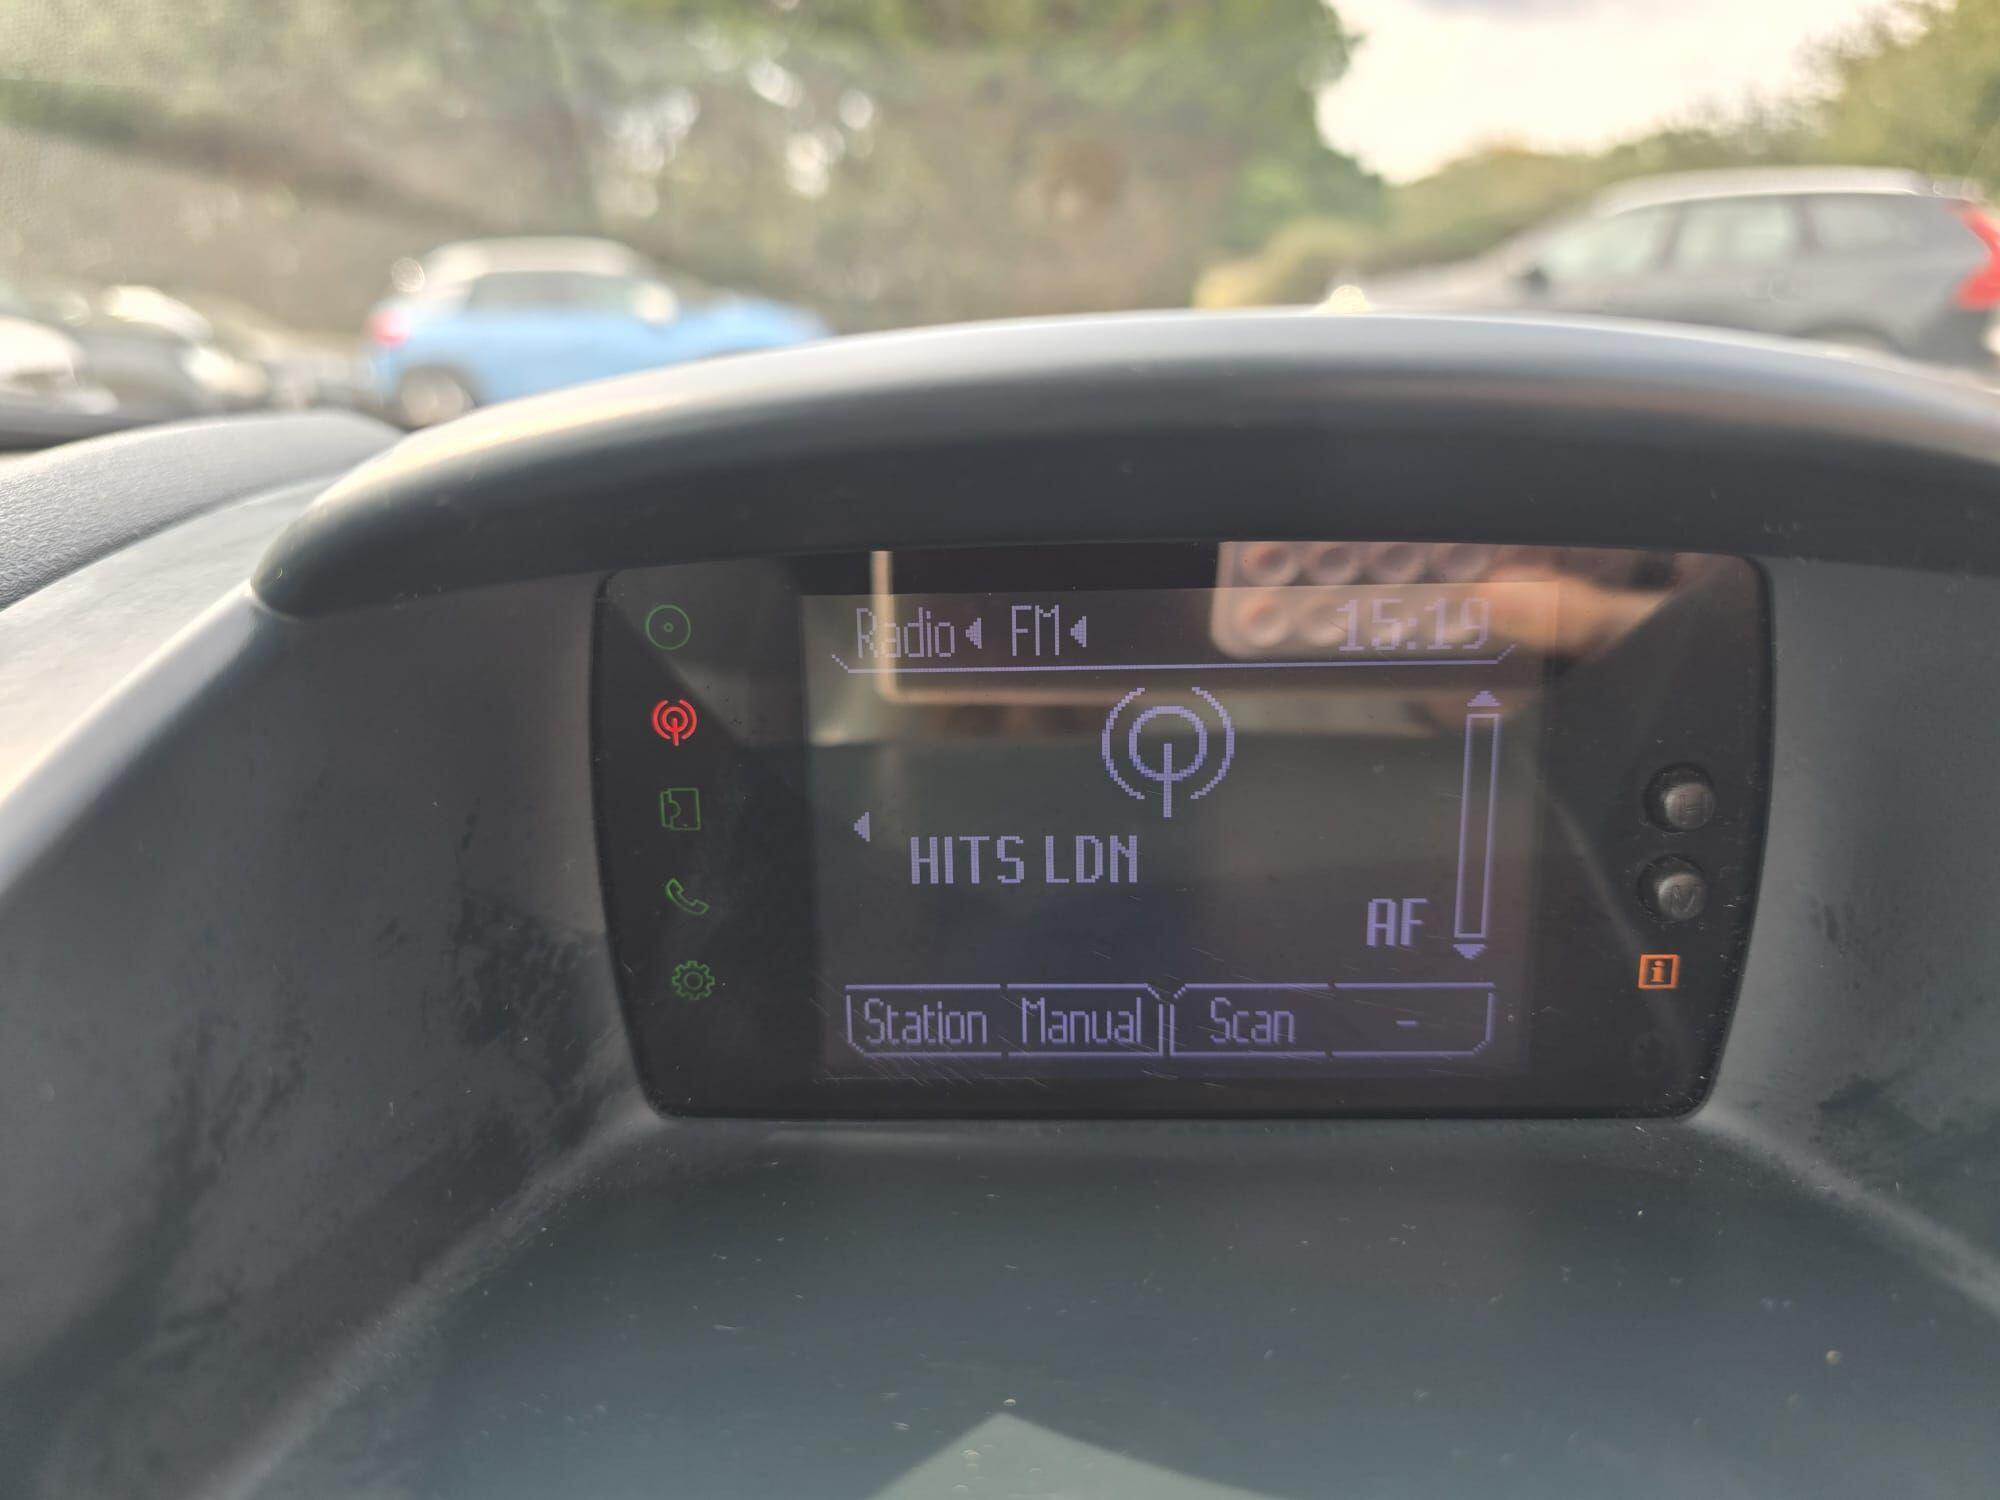 Radio FM 15:19
HITS LDN
AF
Station Manual Scan -
H
M
i